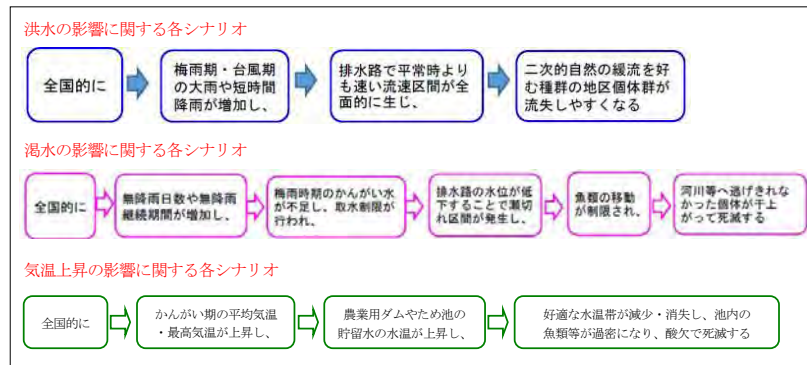 洪水の影響に関する各シナリオ
全国的に
梅雨期・台風期
の大雨や短時間
降雨が増加し、
排水路で平常時より
も速い流速区間が全
面的に生じ、
二次的自然の緩流を好
む種群の地区個体群が
流失しやすくなる
渇水の影響に関する各シナリオ
全国的に
無降雨日数や無降雨
継続期間が増加し、
梅雨時期のかんがい水
が不足し、取水制限が
行われ、
排水路の水位が低
下することで瀬切
れ区間が発生し、
魚類の移動
が制限され、
河川等へ逃げきれな
かった個体が干上
がって死滅する
気温上昇の影響に関する各シナリオ
全国的に
かんがい期の平均気温
・最高気温が上昇し、
農業用ダムやため池の
貯留水の水温が上昇し、
好適な水温帯が減少・消失し、池内の
魚類等が過密になり、酸欠で死滅する